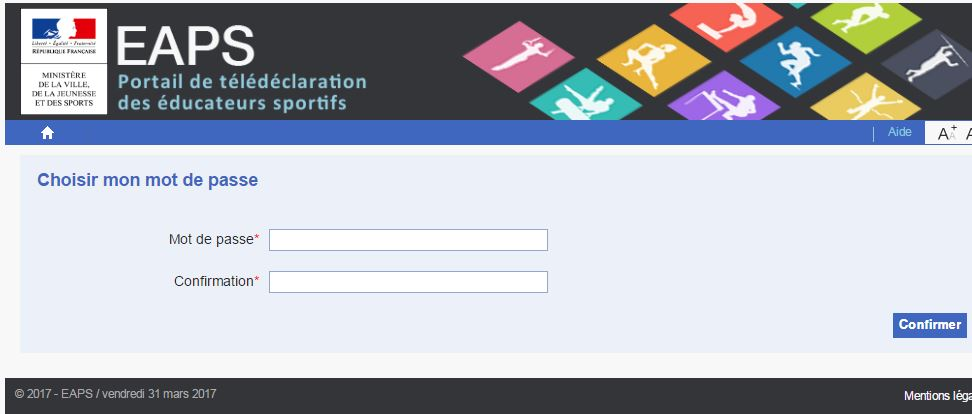 Liberté • Égalité • Fraternité
RÉPUBLIQUE FRANÇAISE
MINISTÈRE
DE LA VILLE,
DE LA JEUNESSE
ET DES SPORTS
EAPS
Portail de télédéclaration
des éducateurs sportifs
Aide
A+A
Choisir mon mot de passe
Mot de passe*
Confirmation*
Confirmer
© 2017 - EAPS / vendredi 31 mars 2017
Mentions léga